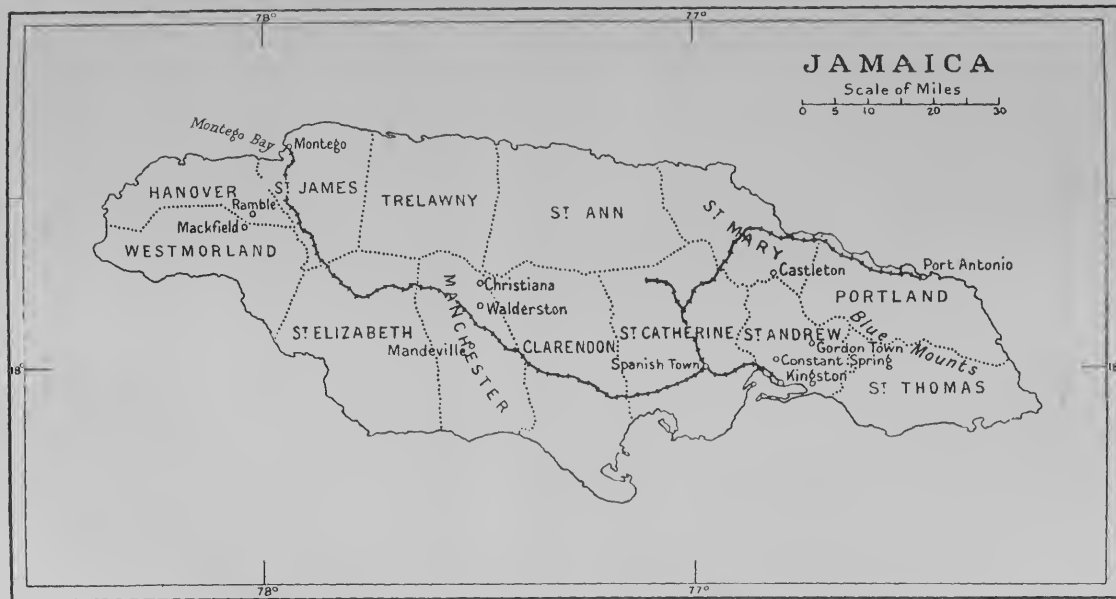 78°
77°
JAMAICA
Scale of Miles
0 5 10 20 30
Montego Bay
Montego
HANOVER
ST JAMES
TRELAWNY
ST ANN
ST MARY
Ramble
Mackfield
WESTMORLAND
Castleton
Port Antonio
Christiana
PORTLAND
MANCHESTER
Walderston
Blue Mounts
ST ELIZABETH
ST CATHERINE
ST ANDREW
Mandeville
CLARENDON
Gordon Town
Constant Spring
Spanish Town
Kingston
ST THOMAS
18°
18°
78°
77°